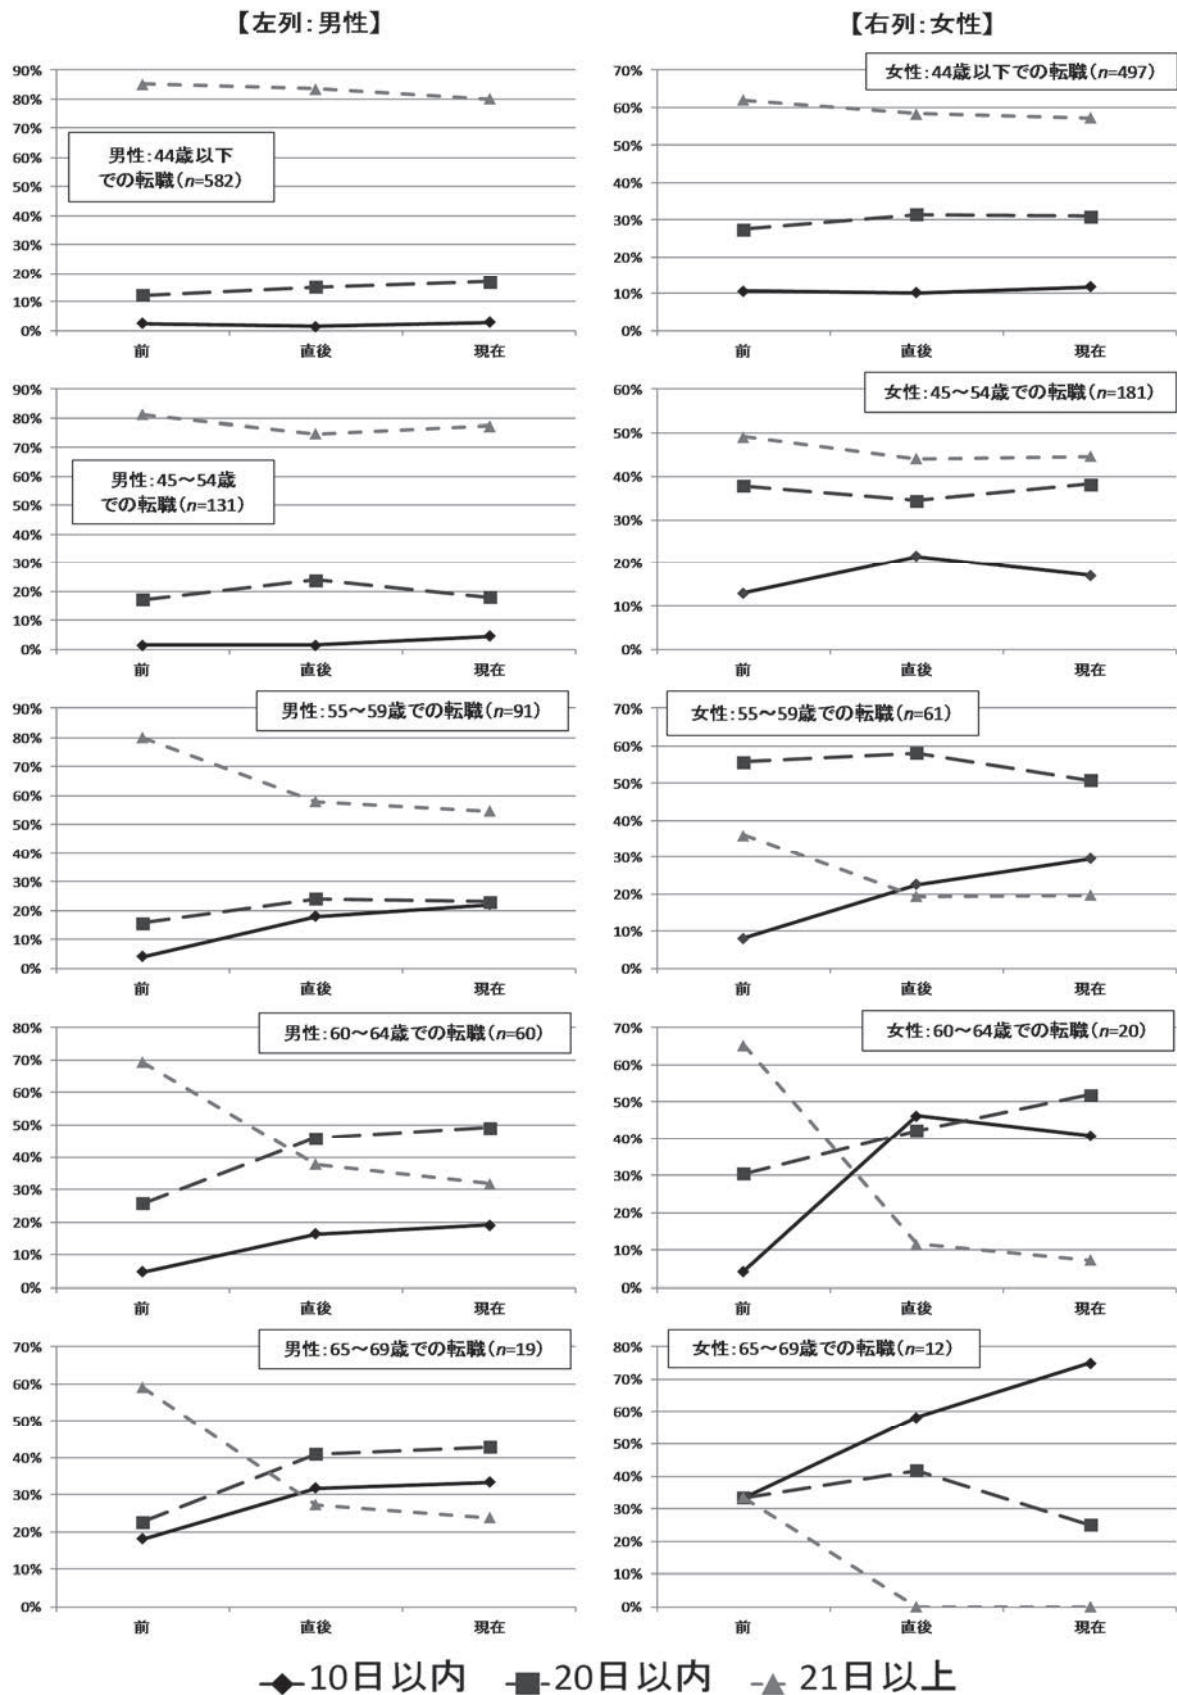 【左列:男性】
【右列:女性】
男性:44歳以下
での転職(n=582)
90%
80%
70%
60%
50%
40%
30%
20%
10%
0%
前
直後
現在
女性:44歳以下での転職(n=497)
70%
60%
50%
40%
30%
20%
10%
0%
前
直後
現在
男性:45~54歳
での転職(n=131)
90%
80%
70%
60%
50%
40%
30%
20%
10%
0%
前
直後
現在
女性:45~54歳での転職(n=181)
60%
50%
40%
30%
20%
10%
0%
前
直後
現在
男性:55~59歳での転職(n=91)
90%
80%
70%
60%
50%
40%
30%
20%
10%
0%
前
直後
現在
女性:55~59歳での転職(n=61)
70%
60%
50%
40%
30%
20%
10%
0%
前
直後
現在
男性:60~64歳での転職(n=60)
80%
70%
60%
50%
40%
30%
20%
10%
0%
前
直後
現在
女性:60~64歳での転職(n=20)
70%
60%
50%
40%
30%
20%
10%
0%
前
直後
現在
男性:65~69歳での転職(n=19)
70%
60%
50%
40%
30%
20%
10%
0%
前
直後
現在
女性:65~69歳での転職(n=12)
80%
70%
60%
50%
40%
30%
20%
10%
0%
前
直後
現在
10日以内 20日以内 21日以上